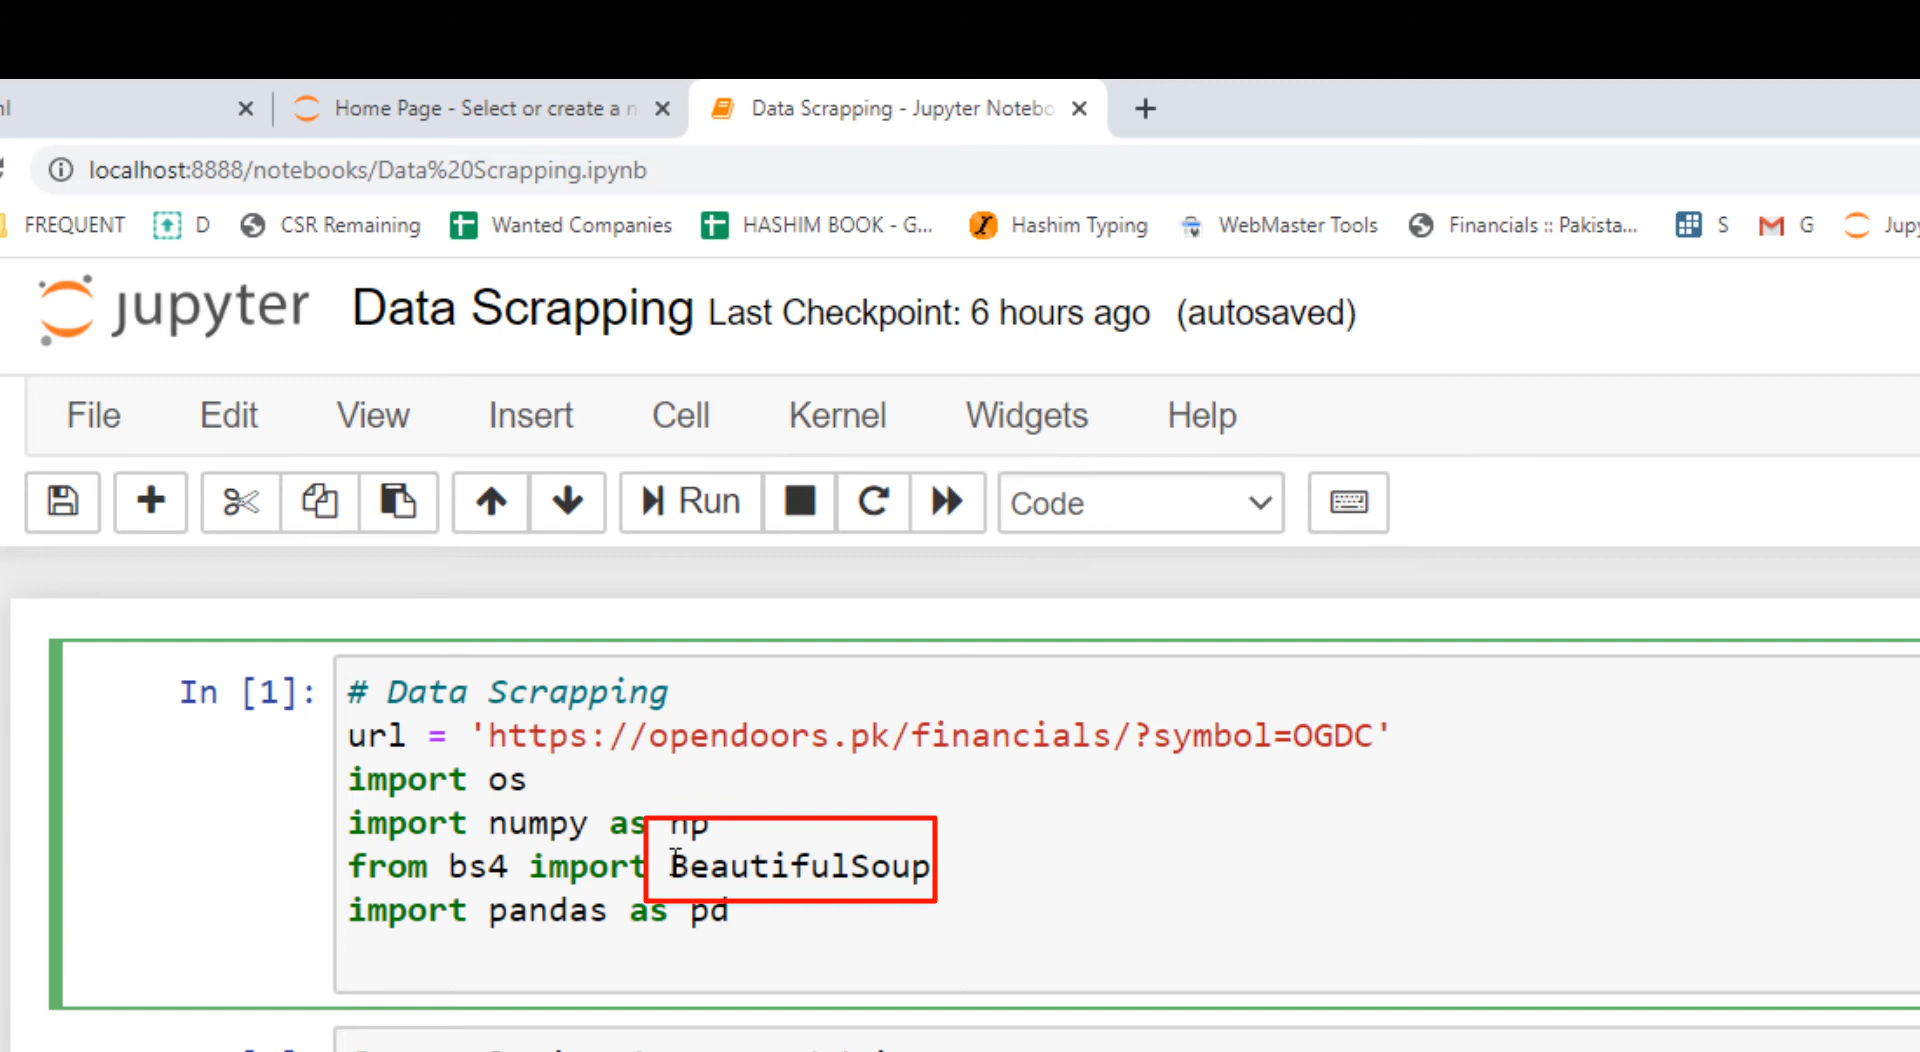 Home Page - Select or create a n
Data Scrapping - Jupyter Notebo
localhost:8888/notebooks/Data%20Scrapping.ipynb
FREQUENT D CSR Remaining Wanted Companies HASHIM BOOK - G... Hashim Typing WebMaster Tools Financials :: Pakista... S G Jupy
jupyter Data Scrapping Last Checkpoint: 6 hours ago (autosaved)
File Edit View Insert Cell Kernel Widgets Help
Run Code
In [1]: # Data Scrapping
url = 'https://opendoors.pk/financials/?symbol=OGDC'
import os
import numpy as np
from bs4 import BeautifulSoup
import pandas as pd